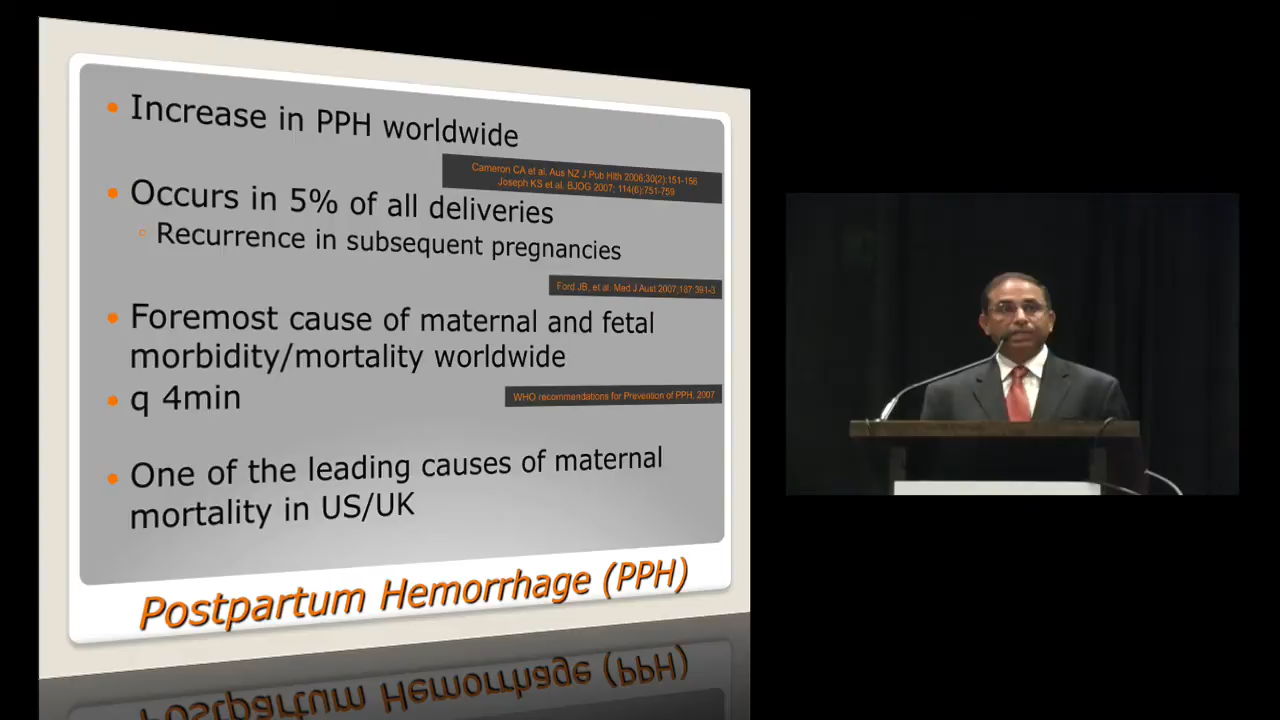 Increase in PPH worldwide
Cameron CA et al. Aus NZ J Pub Hlth 2006;30(2):151-156
Joseph KS et al. BJOG 2007; 114(6):751-759
Occurs in 5% of all deliveries
Recurrence in subsequent pregnancies
Ford JB, et al. Med J Aust 2007;187:391-3
Foremost cause of maternal and fetal
morbidity/mortality worldwide
q 4min
WHO recommendations for Prevention of PPH, 2007
One of the leading causes of maternal
mortality in US/UK
Postpartum Hemorrhage (PPH)